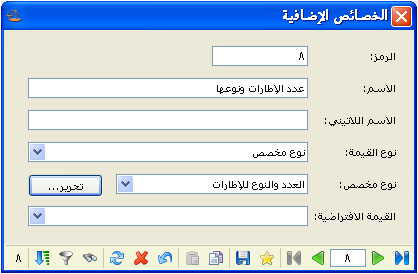 الخصائص الإضافية
الرمز: ٨
الاسم: عدد الإطارات ونوعها
الاسم اللاتيني:
نوع القيمة: نوع مخصص
نوع مخصص: العدد والنوع للإطارات تحرير...
القيمة الافتراضية:
٨ ٨